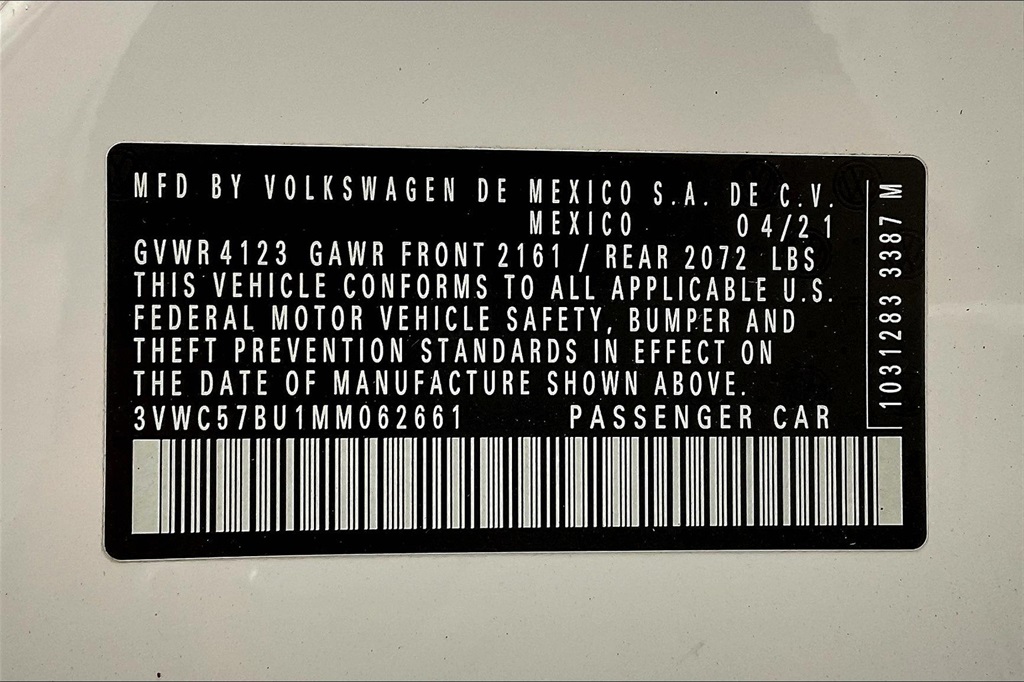 MFD BY VOLKSWAGEN DE MEXICO S.A. DE C.V.
MEXICO 04/21
GVWR 4123 GAWR FRONT 2161 / REAR 2072 LBS
THIS VEHICLE CONFORMS TO ALL APPLICABLE U.S.
FEDERAL MOTOR VEHICLE SAFETY, BUMPER AND
THEFT PREVENTION STANDARDS IN EFFECT ON
THE DATE OF MANUFACTURE SHOWN ABOVE.
3VWC57BU1MM062661 PASSENGER CAR
1031283 3387 M